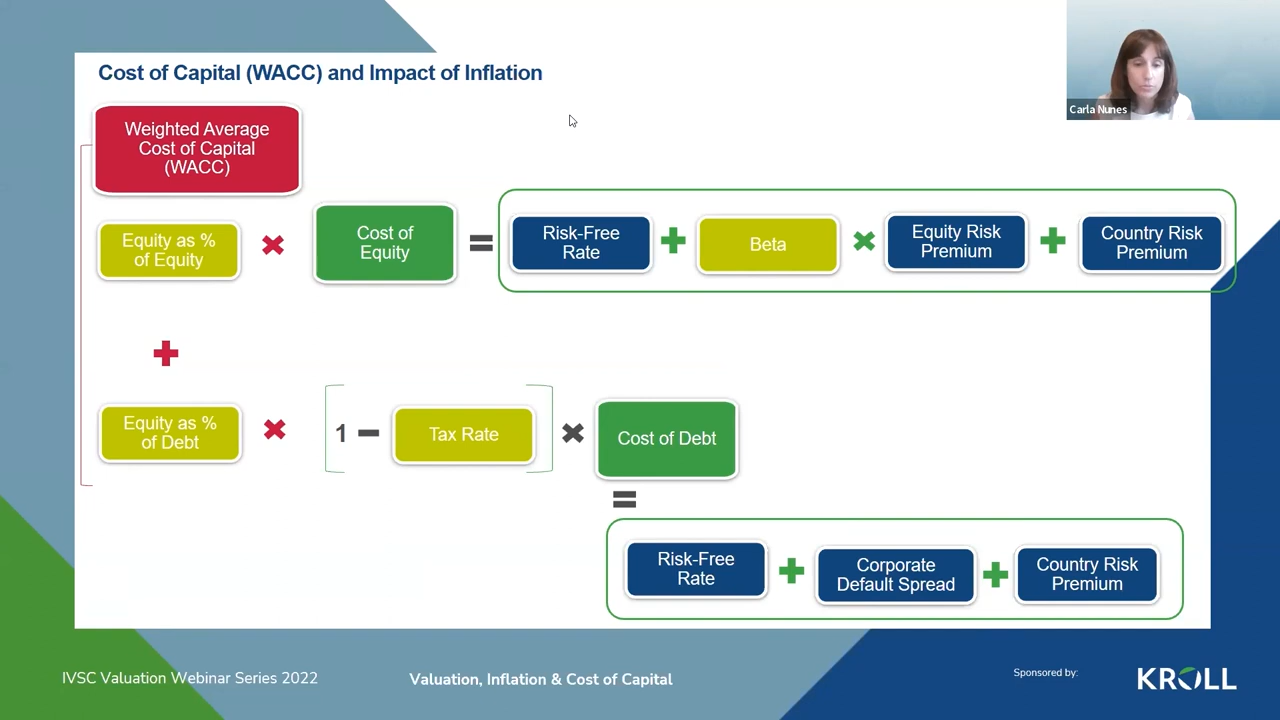 Cost of Capital (WACC) and Impact of Inflation
Carla Nunes
Weighted Average
Cost of Capital
(WACC)
Equity as %
of Equity
Cost of
Equity
=
Risk-Free
Rate
+
Beta
×
Equity Risk
Premium
+
Country Risk
Premium
+
Equity as %
of Debt
×
1 −
Tax Rate
×
Cost of Debt
=
Risk-Free
Rate
+
Corporate
Default Spread
+
Country Risk
Premium
IVSC Valuation Webinar Series 2022
Valuation, Inflation & Cost of Capital
Sponsored by:
KROLL